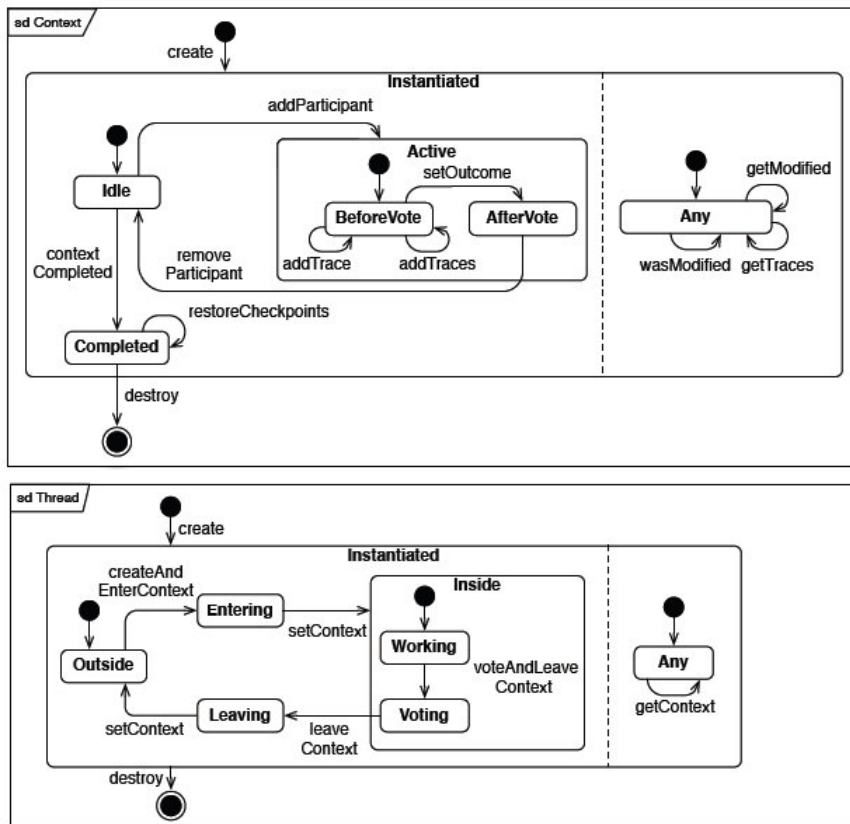 sd Context
create
Instantiated
addParticipant
Active
setOutcome
getModified
Idle
BeforeVote
AfterVote
Any
context
Completed
remove
Participant
addTrace
addTraces
wasModified
getTraces
restoreCheckpoints
Completed
destroy
sd Thread
create
Instantiated
createAnd
EnterContext
Inside
Entering
setContext
Working
Outside
voteAndLeave
Context
Any
getContext
setContext
Leaving
leave
Context
Voting
destroy